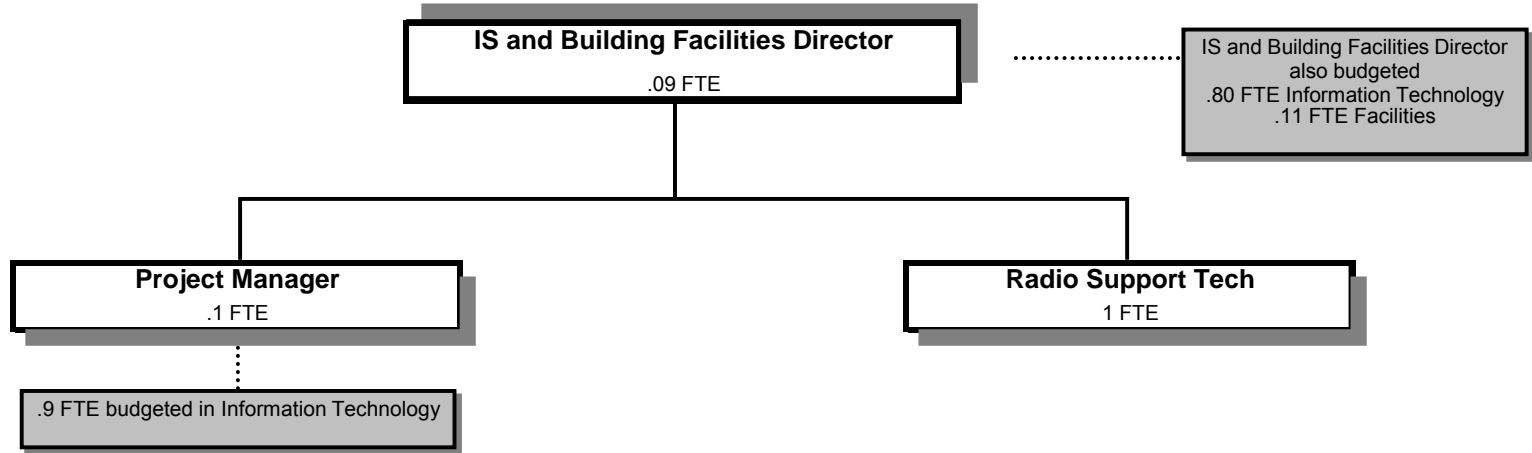 IS and Building Facilities Director
.09 FTE
IS and Building Facilities Director
also budgeted
.80 FTE Information Technology
.11 FTE Facilities
Project Manager
.1 FTE
Radio Support Tech
1 FTE
.9 FTE budgeted in Information Technology